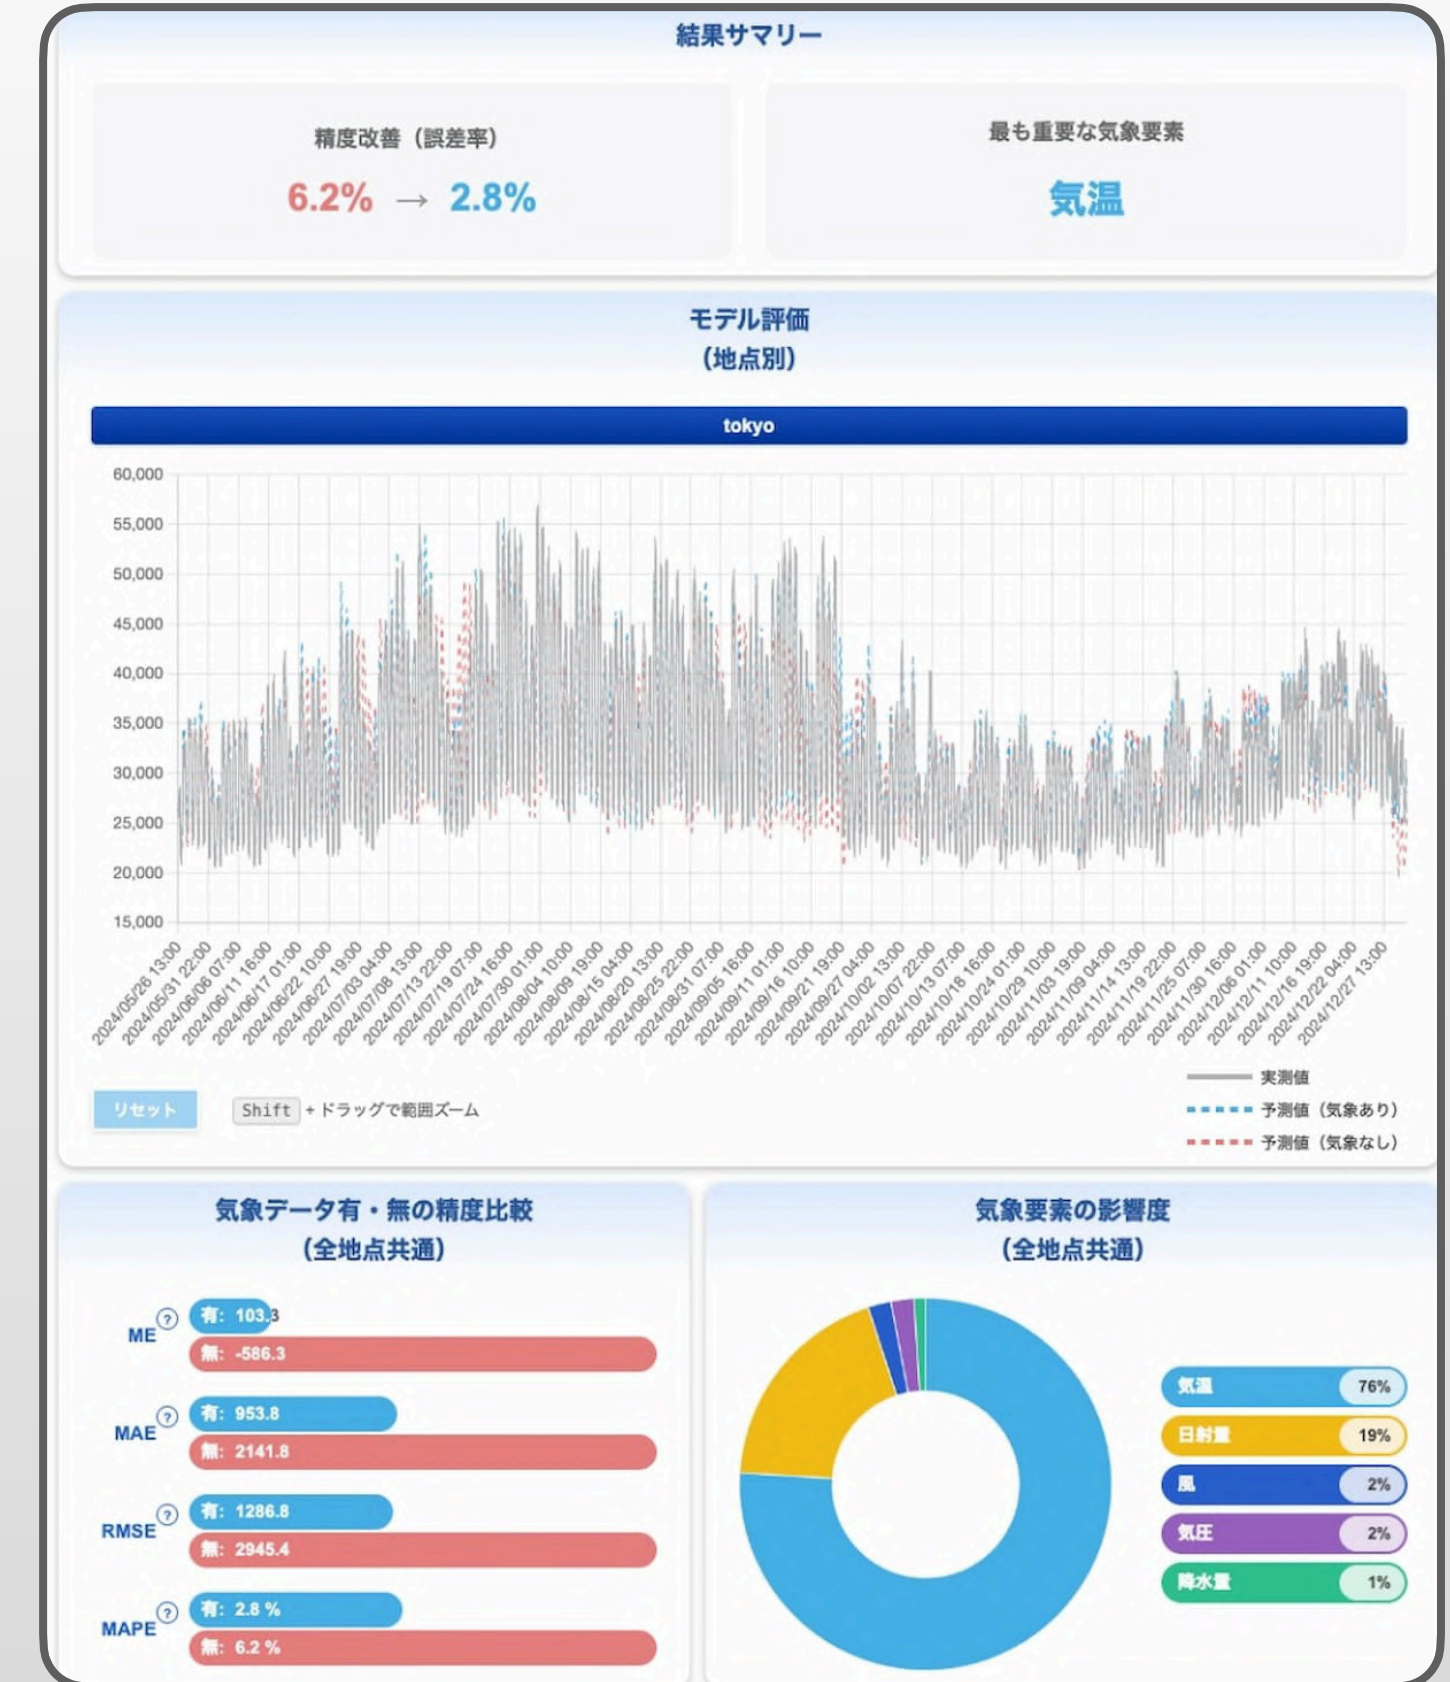 結果サマリー
精度改善（誤差率）
6.2% → 2.8%
最も重要な気象要素
気温
モデル評価
（地点別）
tokyo
60,000
55,000
50,000
45,000
40,000
35,000
30,000
25,000
20,000
15,000
2024/05/26 13:00
2024/05/31 22:00
2024/06/06 07:00
2024/06/11 16:00
2024/06/17 01:00
2024/06/22 10:00
2024/06/27 19:00
2024/07/03 04:00
2024/07/08 13:00
2024/07/13 22:00
2024/07/19 07:00
2024/07/24 16:00
2024/07/30 01:00
2024/08/04 10:00
2024/08/09 19:00
2024/08/15 04:00
2024/08/20 13:00
2024/08/25 22:00
2024/08/31 07:00
2024/09/05 16:00
2024/09/11 01:00
2024/09/16 10:00
2024/09/21 19:00
2024/09/27 04:00
2024/10/02 13:00
2024/10/07 22:00
2024/10/13 07:00
2024/10/18 16:00
2024/10/24 01:00
2024/10/29 10:00
2024/11/03 19:00
2024/11/09 04:00
2024/11/14 13:00
2024/11/19 22:00
2024/11/25 07:00
2024/11/30 16:00
2024/12/06 01:00
2024/12/11 10:00
2024/12/16 19:00
2024/12/22 04:00
2024/12/27 13:00
リセット
Shift + ドラッグで範囲ズーム
実測値
予測値（気象あり）
予測値（気象なし）
気象データ有・無の精度比較
（全地点共通）
ME ?
有: 103.3
無: -586.3
MAE ?
有: 953.8
無: 2141.8
RMSE ?
有: 1286.8
無: 2945.4
MAPE ?
有: 2.8 %
無: 6.2 %
気象要素の影響度
（全地点共通）
気温 76%
日射量 19%
風 2%
気圧 2%
降水量 1%